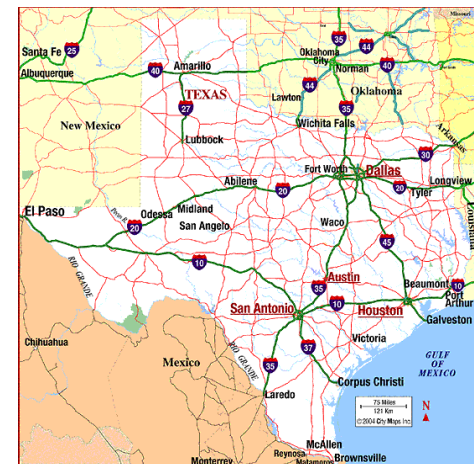 Missouri
35
44
Santa Fe
25
Oklahoma
City
40
Amarillo
40
Albuquerque
Norman
44
TEXAS
Lawton
Oklahoma
27
35
New Mexico
Wichita Falls
Arkansas
Lubbock
30
Fort Worth
Dallas
Abilene
20
20
Longview
Tyler
El Paso
Odessa
Midland
Louisiana
20
San Angelo
Waco
45
10
RIO GRANDE
Austin
Beaumont
10
35
Port
Arthur
San Antonio
10
Houston
Galveston
Chihuahua
Victoria
37
RIO GRANDE
GULF
OF
MEXICO
Mexico
35
Corpus Christi
Laredo
75 Miles
121 Km
©2004 City Maps Inc.
N
McAllen
Reynosa
Brownsville
Monterrey
Matamoros